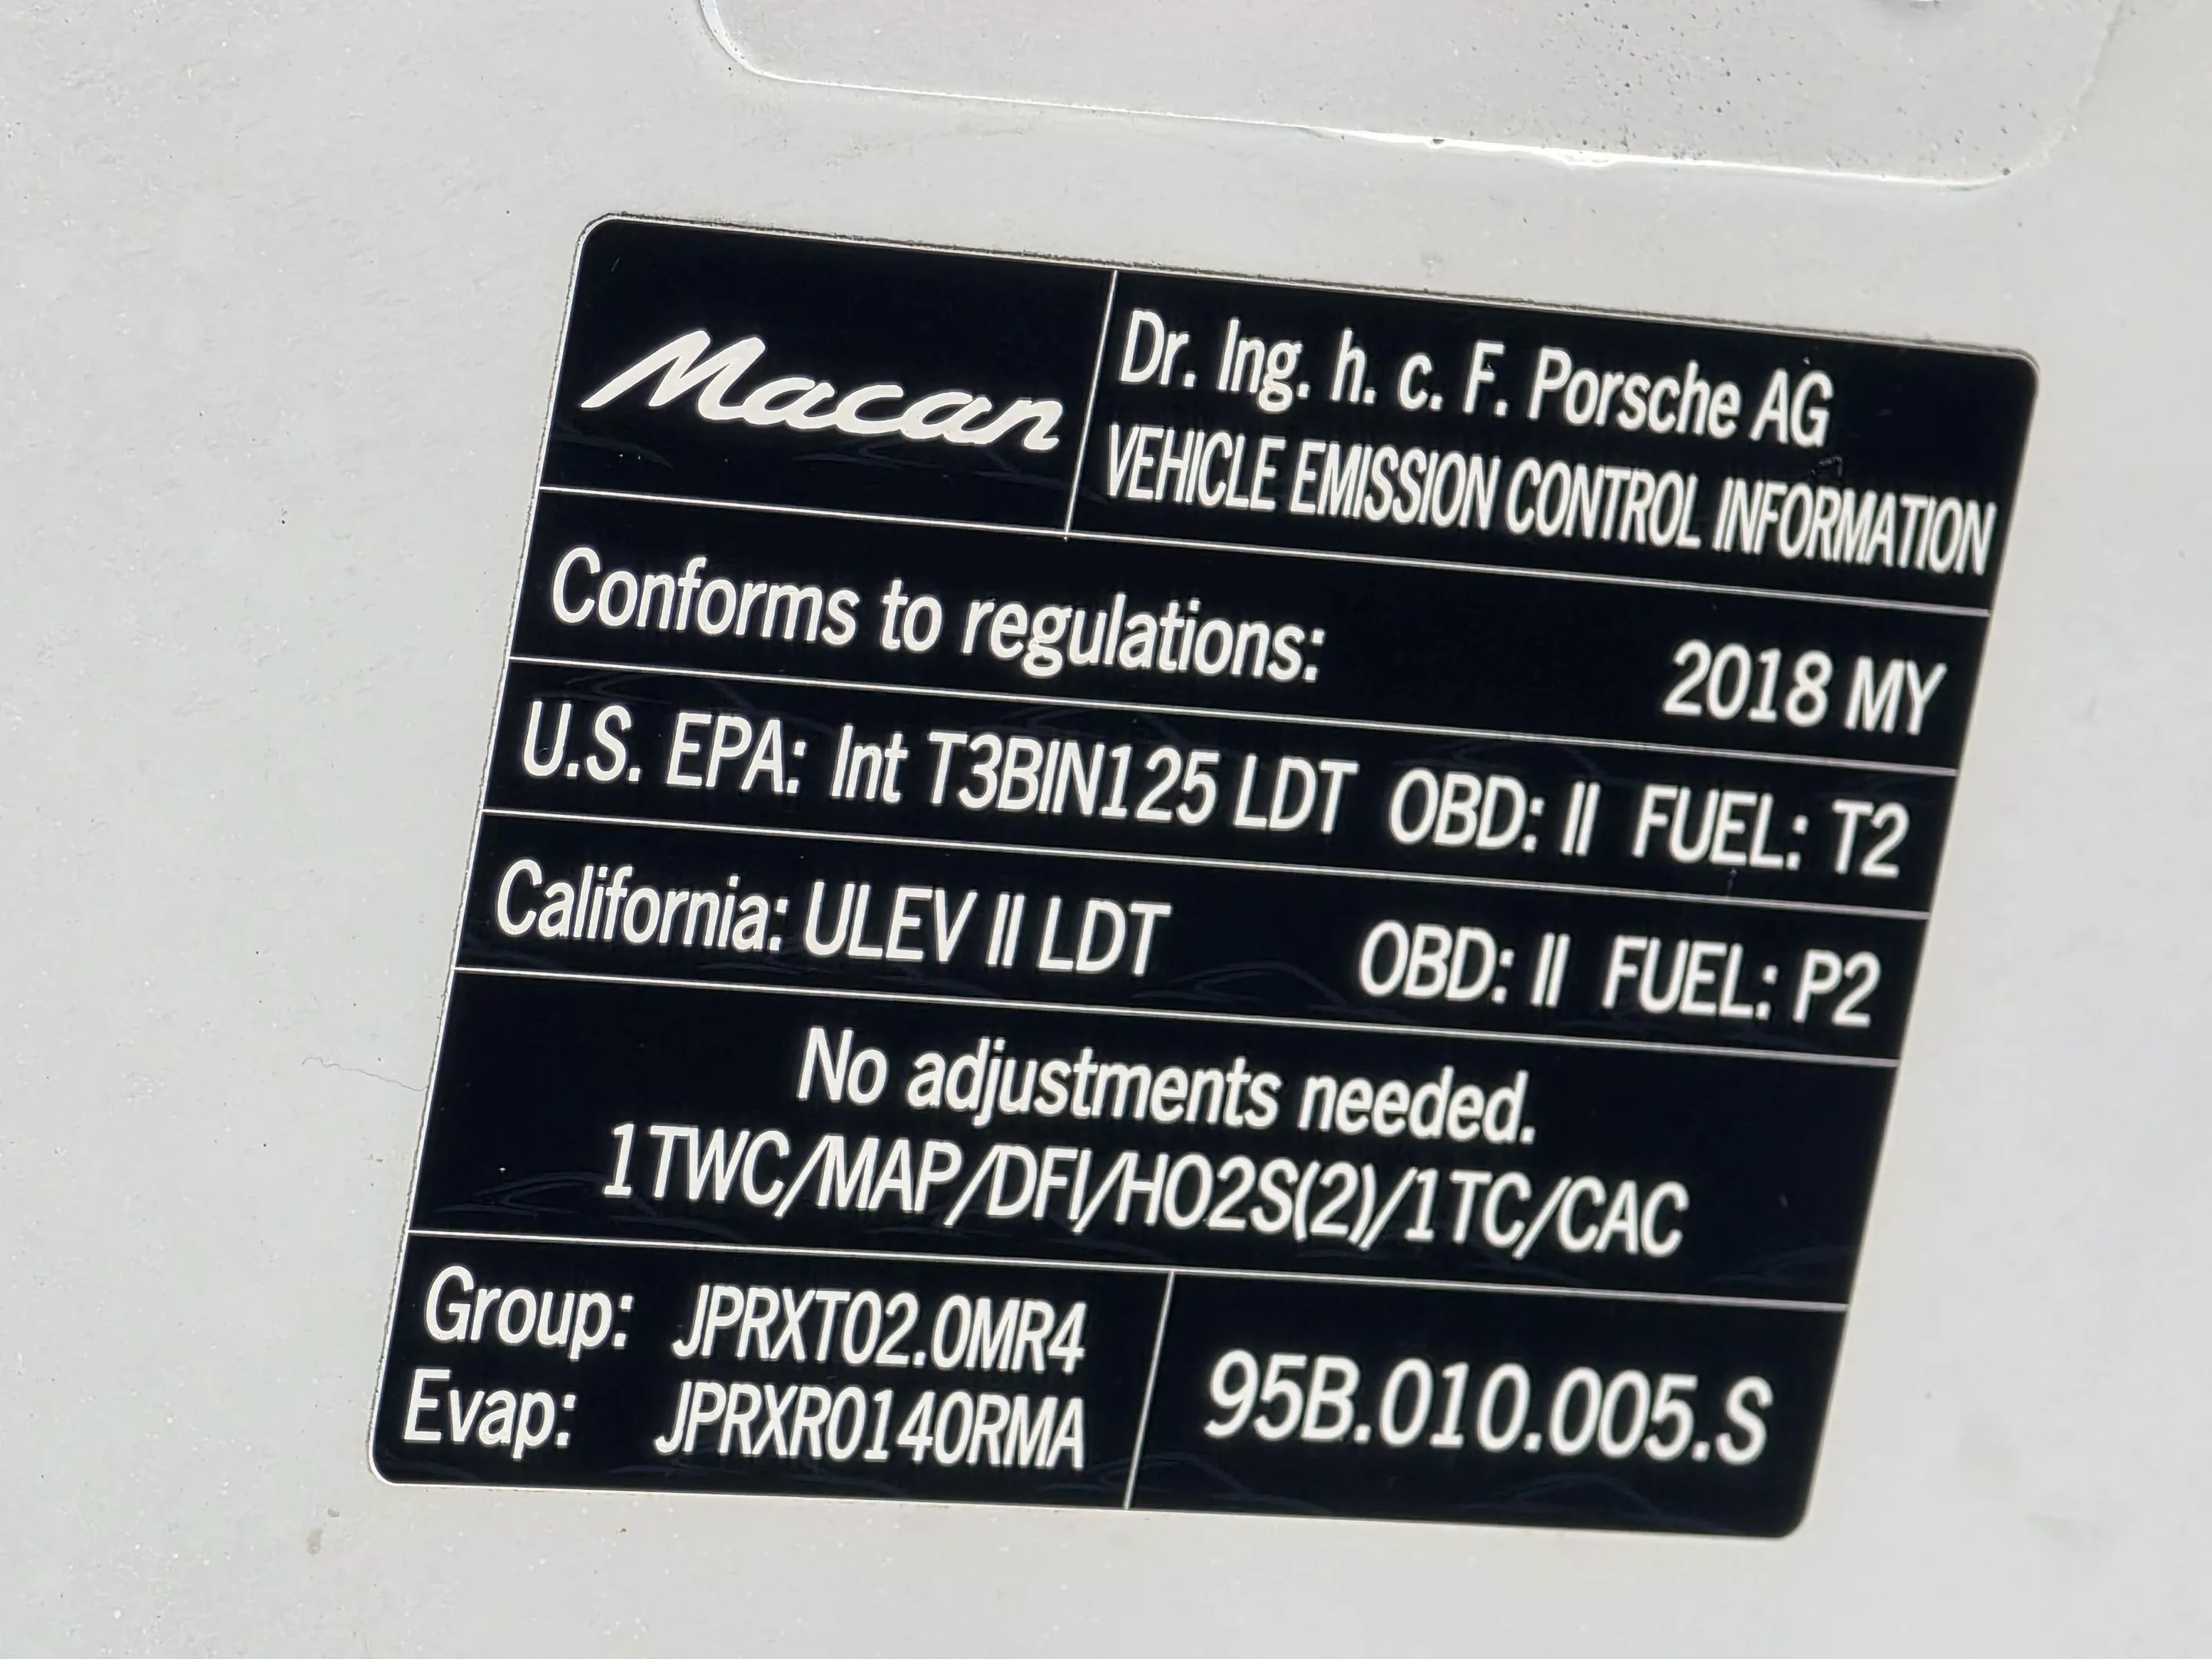 Macan
Dr. Ing. h. c. F. Porsche AG
VEHICLE EMISSION CONTROL INFORMATION
Conforms to regulations: 2018 MY
U.S. EPA: Int T3BIN125 LDT OBD: II FUEL: T2
California: ULEV II LDT OBD: II FUEL: P2
No adjustments needed.
1TWC/MAP/DFI/HO2S(2)/1TC/CAC
Group: JPRXT02.0MR4
Evap: JPRXR0140RMA
95B.010.005.S